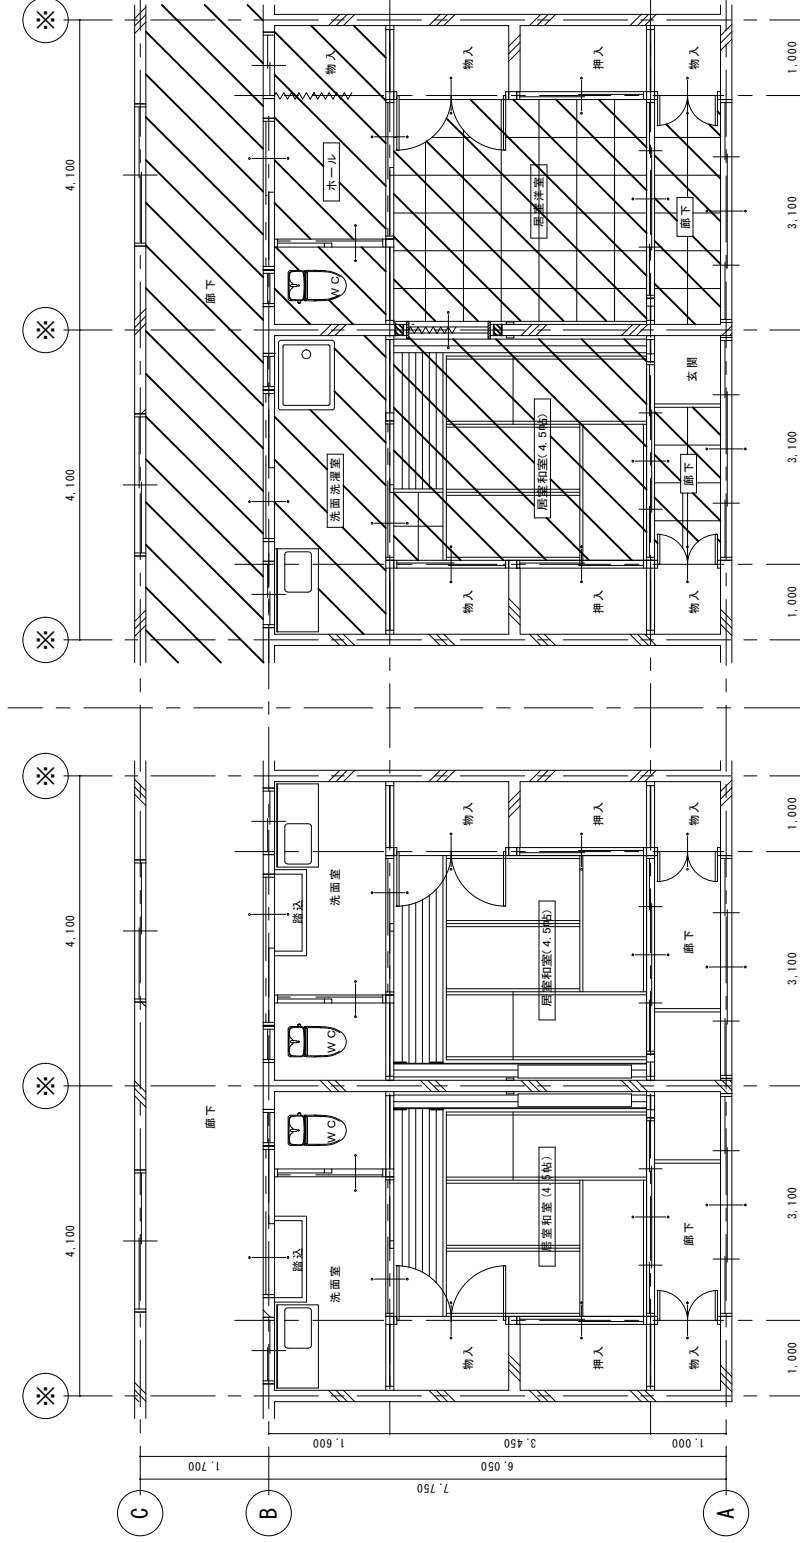 ※ ※ ※ ※ ※ ※
4,100 4,100 4,100 4,100
C
1.700 廊下 廊下
B
踏込 踏込
1.600 洗面室 WC WC 洗面室 洗面洗濯室 WC ホール 物入
7.750 6.050
3.450
物入 物入 物入 物入
居室和室(4.5帖) 居室和室(4.5帖) 居室和室(4.5帖) 居室洋室
押入 押入 押入 押入
1.000 物入 廊下 廊下 物入 物入 廊下 玄関 廊下 物入
A
1,000 3,100 3,100 1,000 1,000 3,100 3,100 1,000